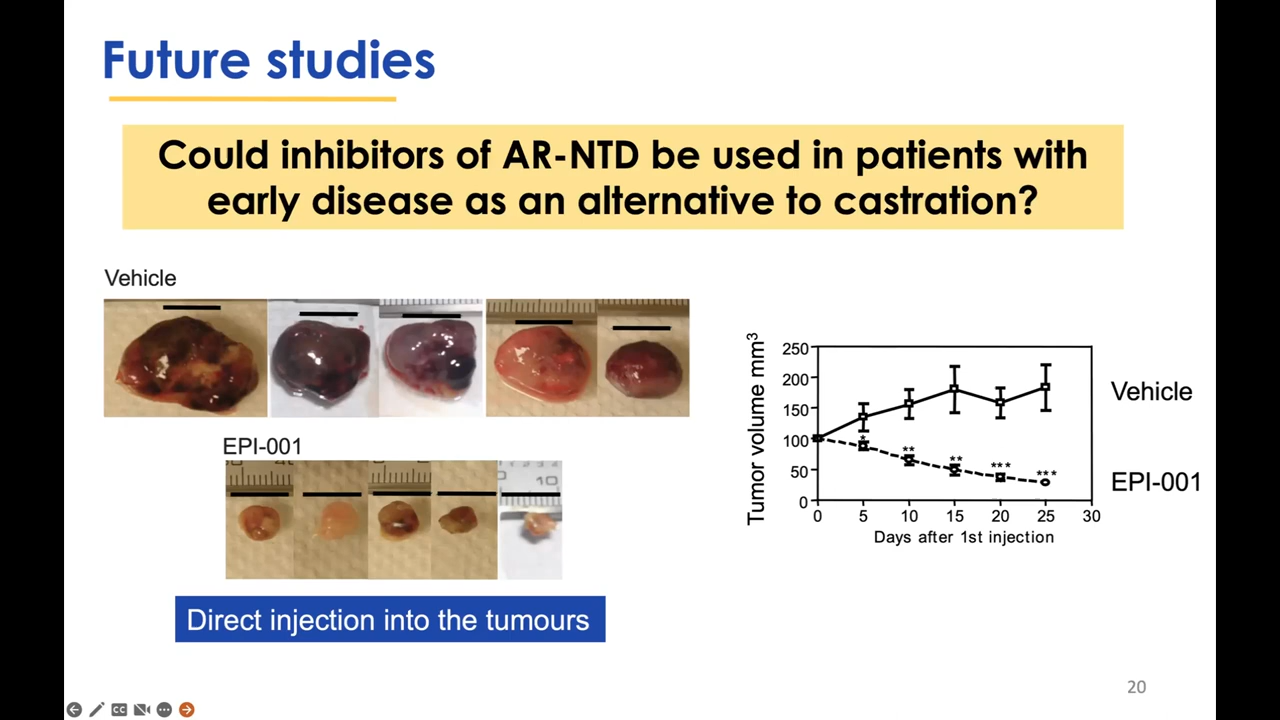 Future studies
Could inhibitors of AR-NTD be used in patients with
early disease as an alternative to castration?
Vehicle
EPI-001
Direct injection into the tumours
Tumor volume mm³
250
200
150
100
50
0
* ** ** *** ***
0 5 10 15 20 25 30
Days after 1st injection
Vehicle
EPI-001
20
CC